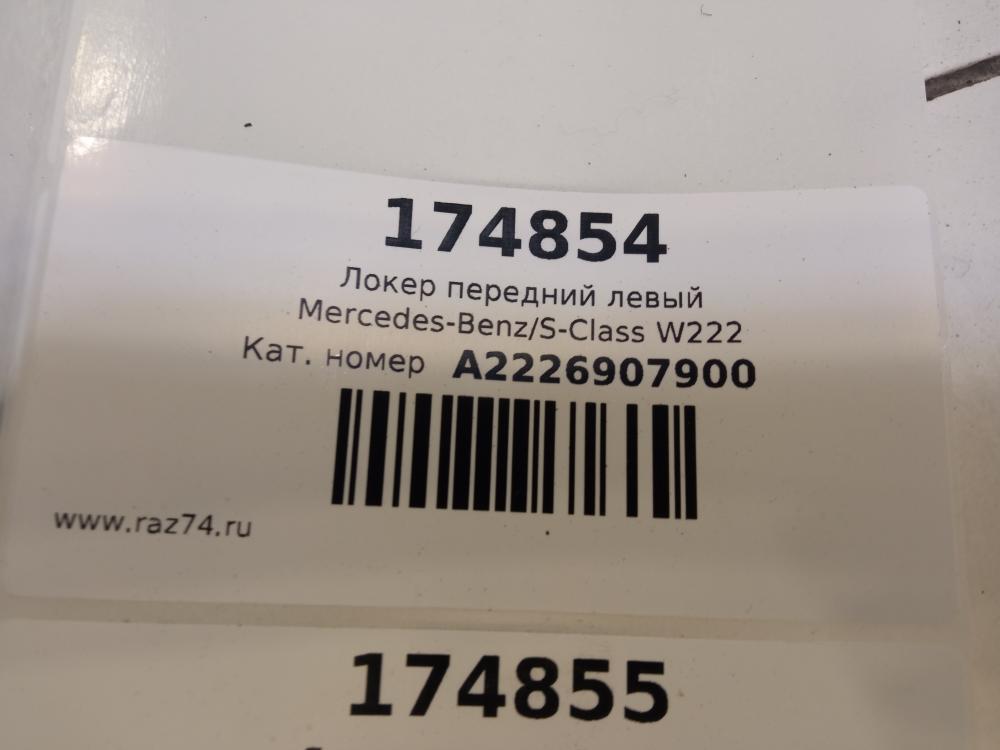 174854
Локер передний левый
Mercedes-Benz/S-Class W222
Кат. номер A2226907900
www.raz74.ru
174855